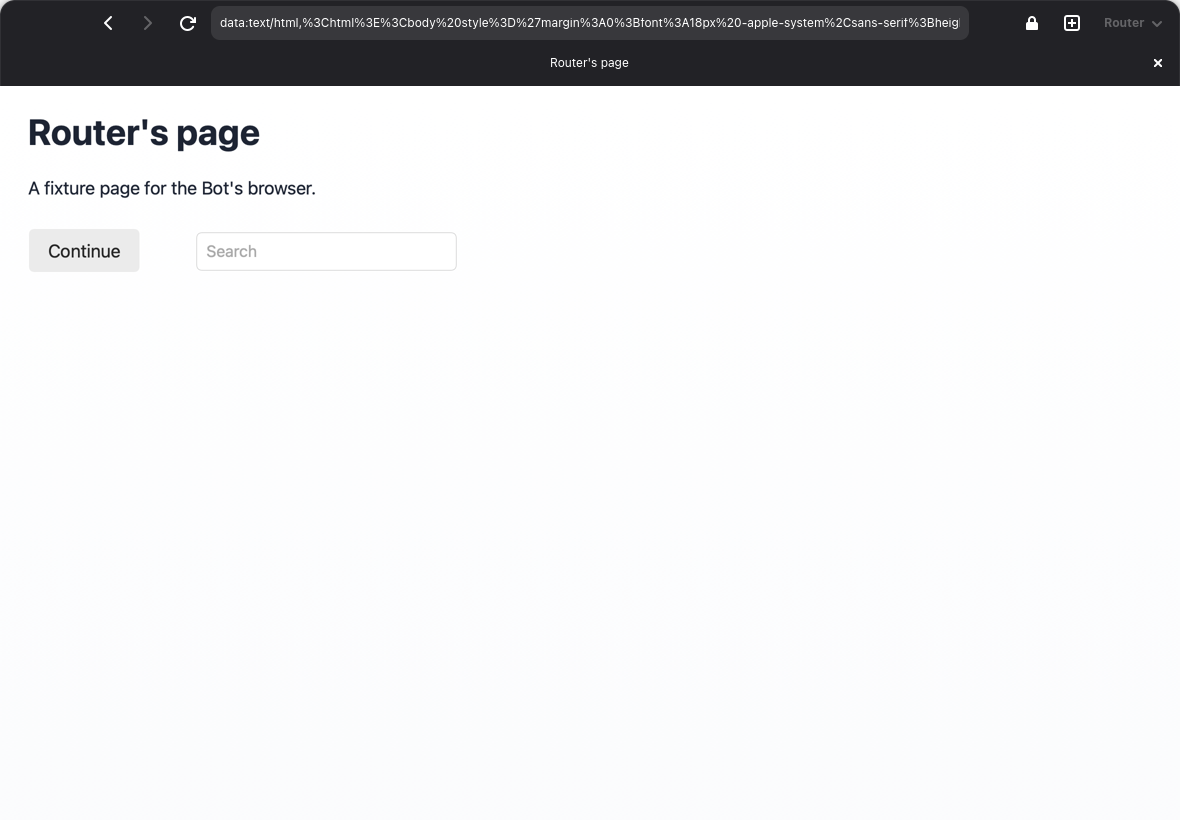 data:text/html,%3Chtml%3E%3Cbody%20style%3D%27margin%3A0%3Bfont%3A18px%20-apple-system%2Csans-serif%3Bheig
Router
Router's page
Router's page
A fixture page for the Bot's browser.
Continue
Search